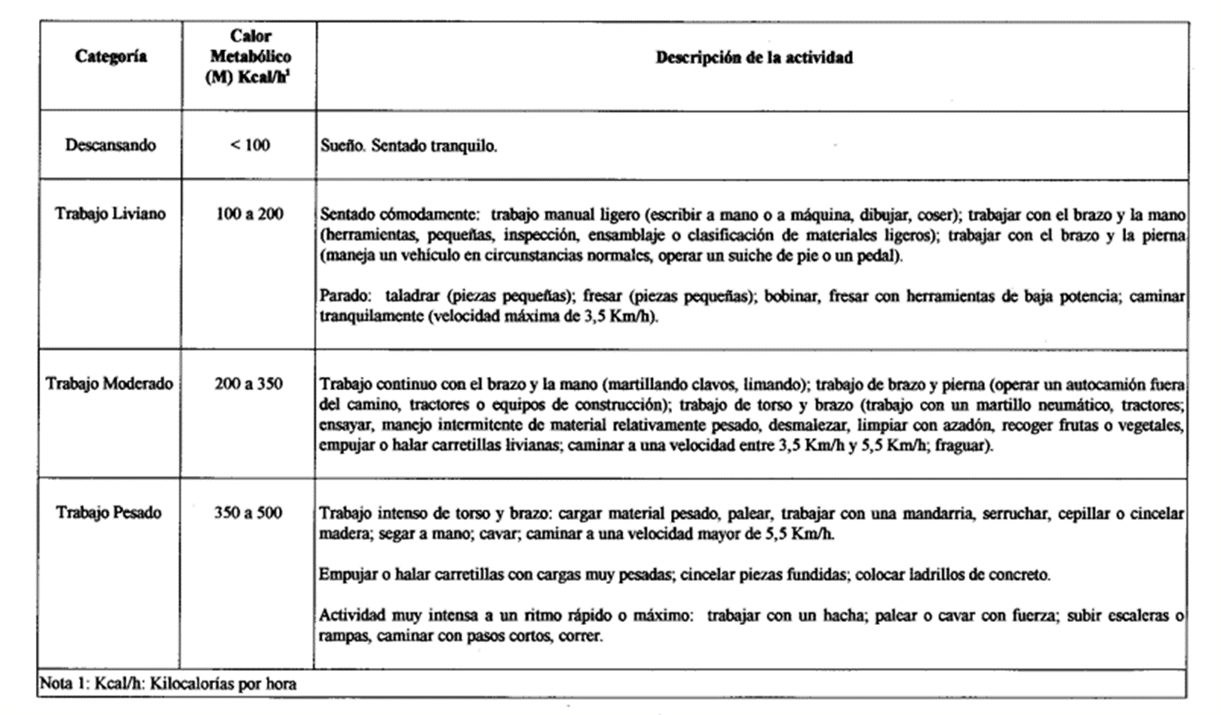 Categoría
Calor
Metabólico
(M) Kcal/h¹
Descripción de la actividad
Descansando
< 100
Sueño. Sentado tranquilo.
Trabajo Liviano
100 a 200
Sentado cómodamente: trabajo manual ligero (escribir a mano o a máquina, dibujar, coser); trabajar con el brazo y la mano
(herramientas, pequeñas, inspección, ensamblaje o clasificación de materiales ligeros); trabajar con el brazo y la pierna
(maneja un vehículo en circunstancias normales, operar un suiche de pie o un pedal).
Parado: taladrar (piezas pequeñas); fresar (piezas pequeñas); bobinar, fresar con herramientas de baja potencia; caminar
tranquilamente (velocidad máxima de 3,5 Km/h).
Trabajo Moderado
200 a 350
Trabajo continuo con el brazo y la mano (martillando clavos, limando); trabajo de brazo y pierna (operar un autocamión fuera
del camino, tractores o equipos de construcción); trabajo de torso y brazo (trabajo con un martillo neumático, tractores;
ensayar, manejo intermitente de material relativamente pesado, desmalezar, limpiar con azadón, recoger frutas o vegetales,
empujar o halar carretillas livianas; caminar a una velocidad entre 3,5 Km/h y 5,5 Km/h; fraguar).
Trabajo Pesado
350 a 500
Trabajo intenso de torso y brazo: cargar material pesado, palear, trabajar con una mandarria, serruchar, cepillar o cincelar
madera; segar a mano; cavar; caminar a una velocidad mayor de 5,5 Km/h.
Empujar o halar carretillas con cargas muy pesadas; cincelar piezas fundidas; colocar ladrillos de concreto.
Actividad muy intensa a un ritmo rápido o máximo: trabajar con un hacha; palear o cavar con fuerza; subir escaleras o
rampas, caminar con pasos cortos, correr.
Nota 1: Kcal/h: Kilocalorías por hora